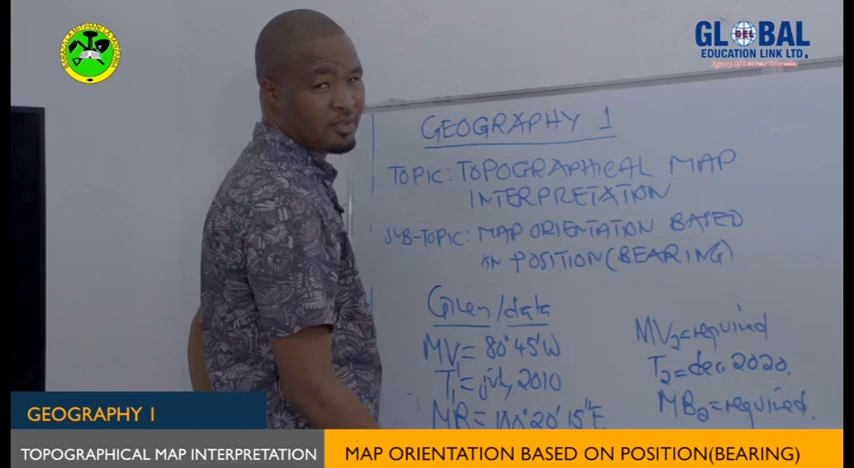 GLOBAL
GEL
EDUCATION LINK LTD.
GEOGRAPHY 1
TOPIC: TOPOGRAPHICAL MAP
INTERPRETATION
SUB-TOPIC: MAP ORIENTATION BASED
ON POSITION (BEARING)
Given/data
MV₁= 80°45'W
T₁= july, 2010
MV₂=required
T₂=dec, 2020.
MB₂=required.
GEOGRAPHY 1
TOPOGRAPHICAL MAP INTERPRETATION
MAP ORIENTATION BASED ON POSITION(BEARING)